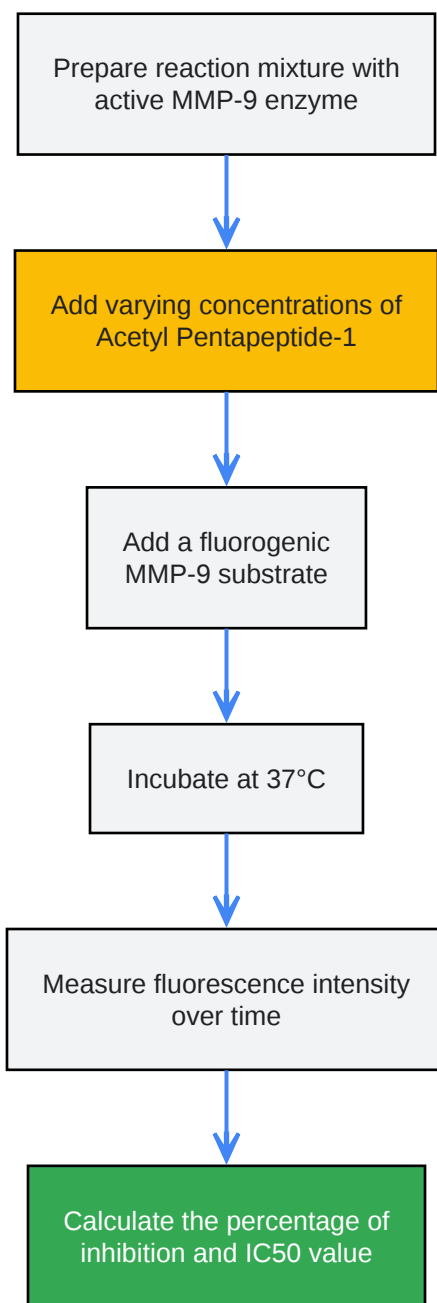 Prepare reaction mixture with
active MMP-9 enzyme
Add varying concentrations of
Acetyl Pentapeptide-1
Add a fluorogenic
MMP-9 substrate
Incubate at 37°C
Measure fluorescence intensity
over time
Calculate the percentage of
inhibition and IC50 value